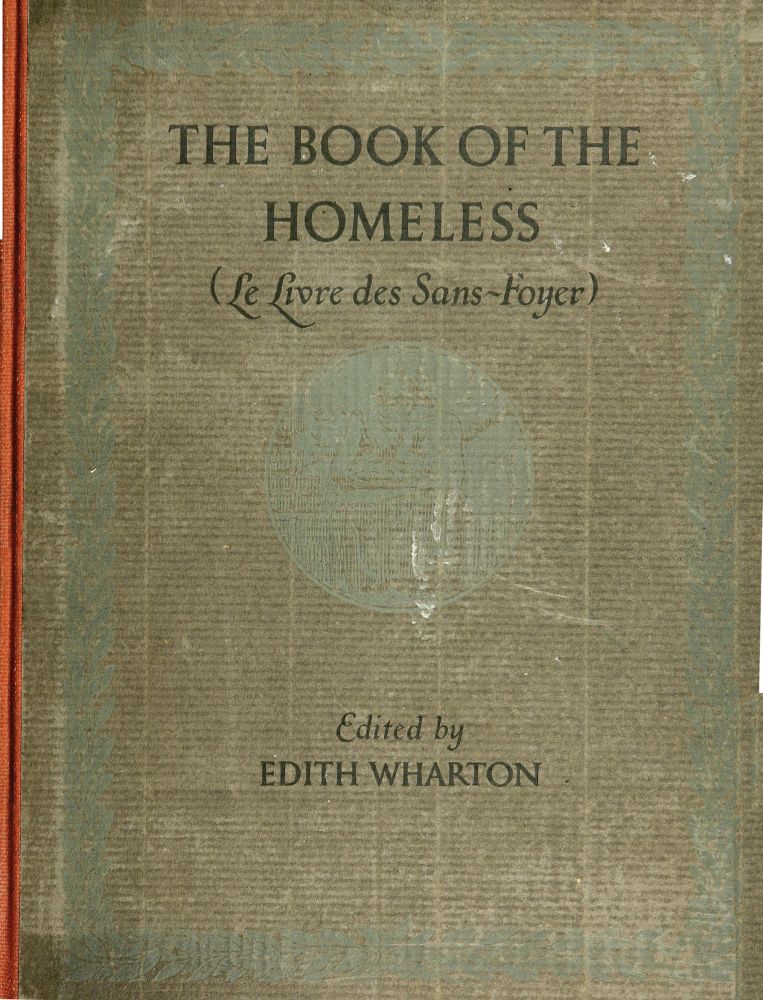 THE BOOK OF THE
HOMELESS
(Le Livre des Sans-Foyer)
Edited by
EDITH WHARTON